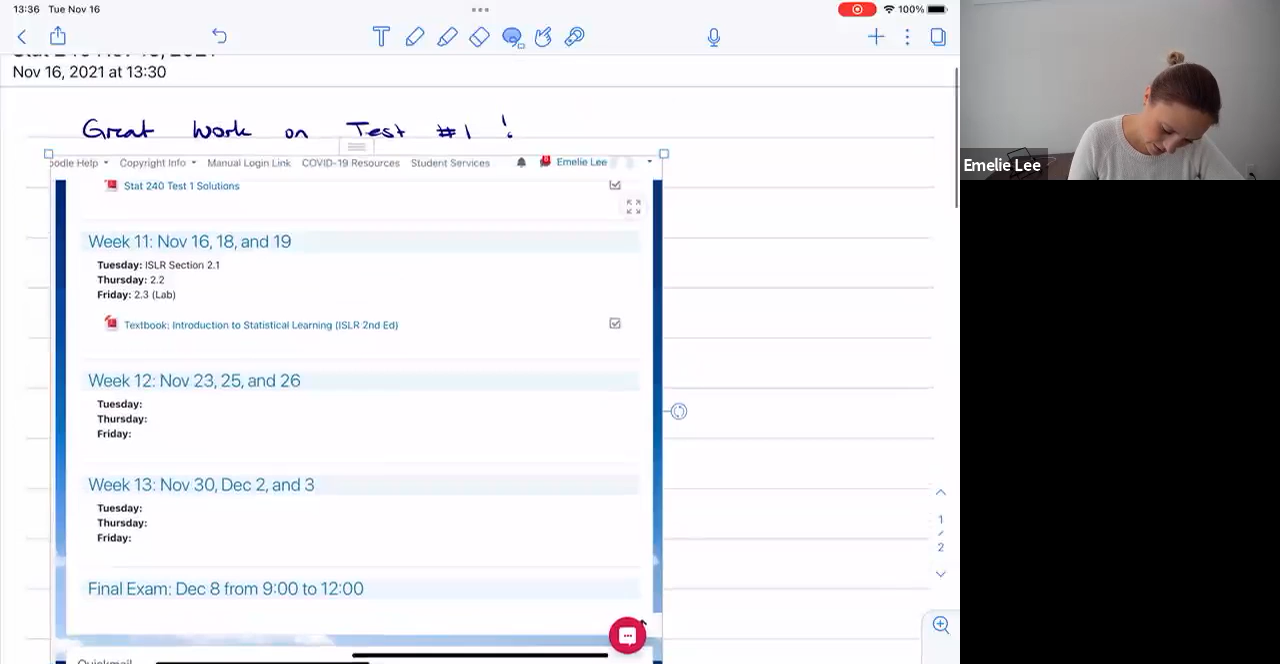 13:36 Tue Nov 16
100%
Nov 16, 2021 at 13:30
Great work on Test #1 !
oodle Help Copyright Info Manual Login Link COVID-19 Resources Student Services Emelie Lee
Stat 240 Test 1 Solutions
Week 11: Nov 16, 18, and 19
Tuesday: ISLR Section 2.1
Thursday: 2.2
Friday: 2.3 (Lab)
Textbook: Introduction to Statistical Learning (ISLR 2nd Ed)
Week 12: Nov 23, 25, and 26
Tuesday:
Thursday:
Friday:
Week 13: Nov 30, Dec 2, and 3
Tuesday:
Thursday:
Friday:
Final Exam: Dec 8 from 9:00 to 12:00
Quickmail
1
/
2
Emelie Lee